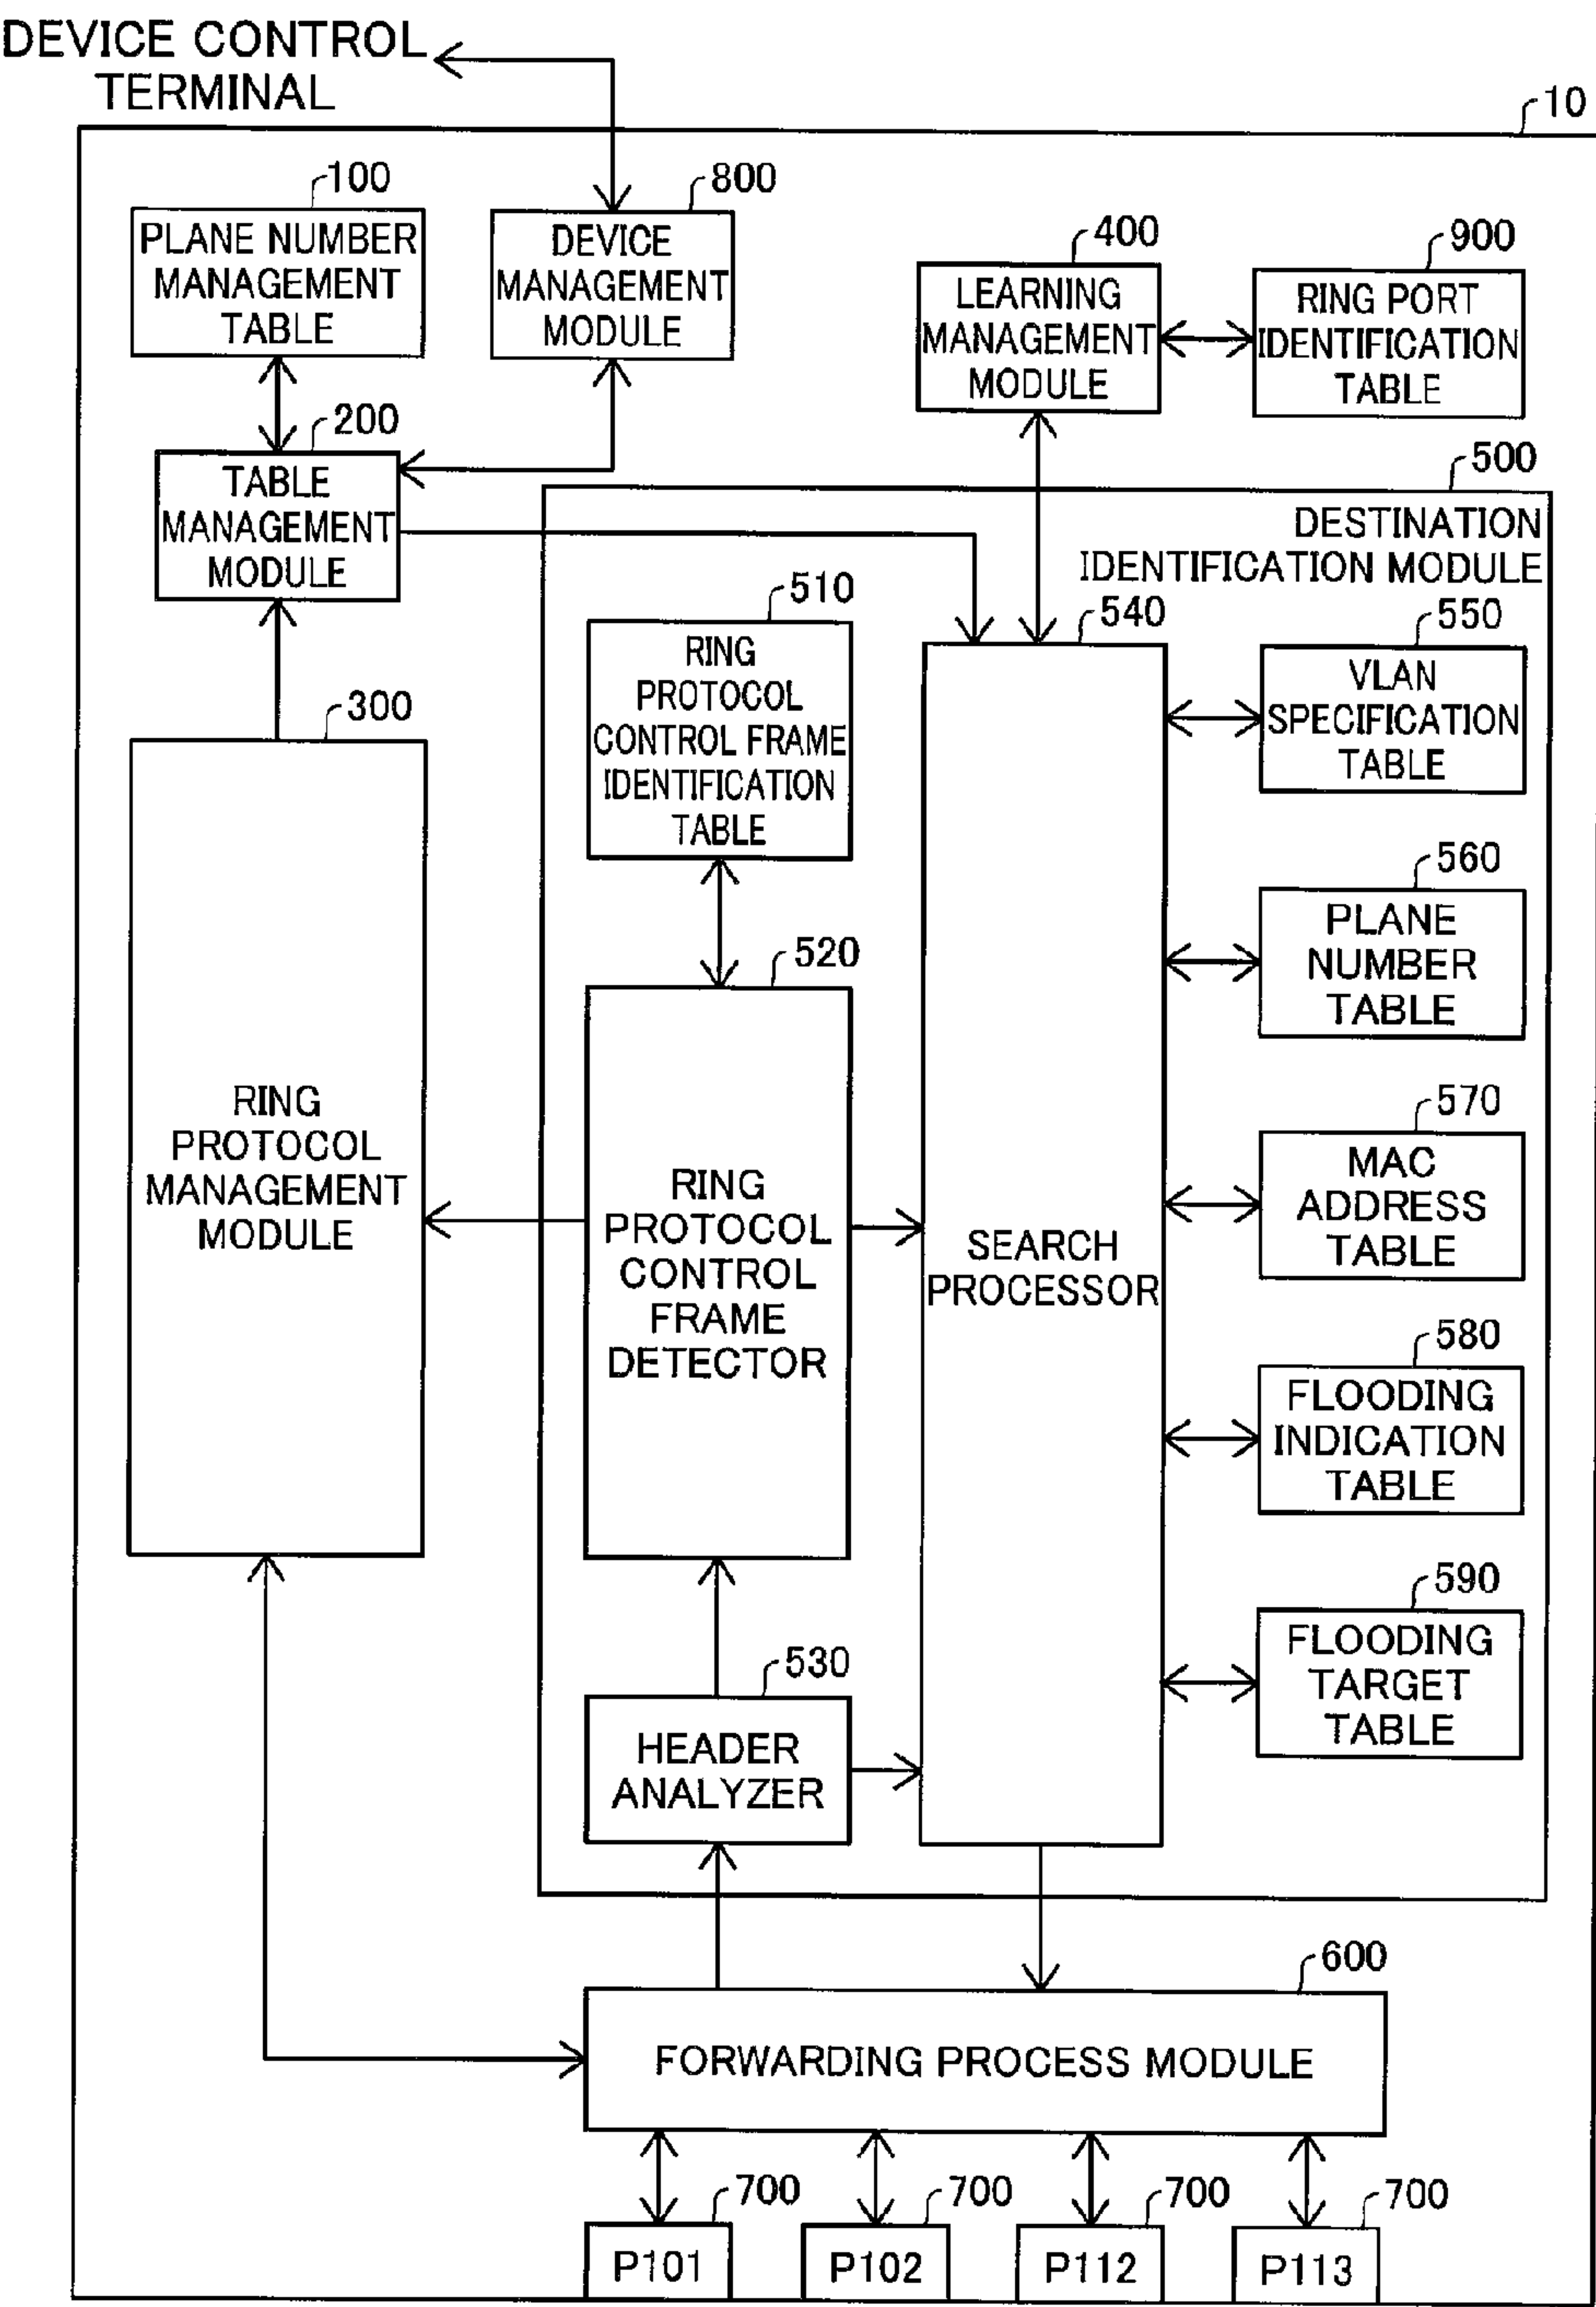 DEVICE CONTROL
TERMINAL
10
100
PLANE NUMBER
MANAGEMENT
TABLE
800
DEVICE
MANAGEMENT
MODULE
400
LEARNING
MANAGEMENT
MODULE
900
RING PORT
IDENTIFICATION
TABLE
200
TABLE
MANAGEMENT
MODULE
500
DESTINATION
IDENTIFICATION MODULE
510
RING
PROTOCOL
CONTROL FRAME
IDENTIFICATION
TABLE
540
SEARCH
PROCESSOR
550
VLAN
SPECIFICATION
TABLE
300
RING
PROTOCOL
MANAGEMENT
MODULE
520
RING
PROTOCOL
CONTROL
FRAME
DETECTOR
560
PLANE
NUMBER
TABLE
570
MAC
ADDRESS
TABLE
580
FLOODING
INDICATION
TABLE
590
FLOODING
TARGET
TABLE
530
HEADER
ANALYZER
600
FORWARDING PROCESS MODULE
700
P101
700
P102
700
P112
700
P113